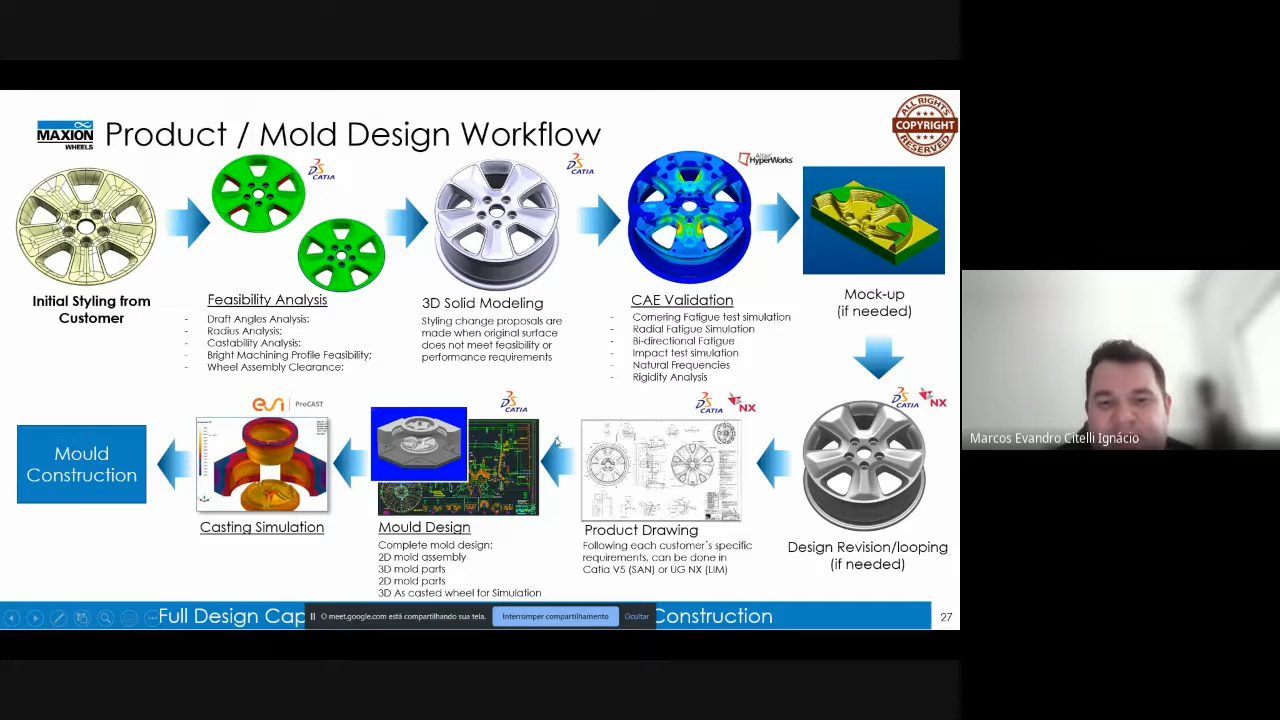 MAXION
WHEELS
Product / Mold Design Workflow
ALL RIGHTS
COPYRIGHT
RESERVED
CATIA
CATIA
Altair
HyperWorks
Initial Styling from
Customer
Feasibility Analysis
- Draft Angles Analysis;
- Radius Analysis;
- Castability Analysis;
- Bright Machining Profile Feasibility;
- Wheel Assembly Clearance;
3D Solid Modeling
Styling change proposals are
made when original surface
does not meet feasibility or
performance requirements
CAE Validation
- Cornering Fatigue test simulation
- Radial Fatigue Simulation
- Bi-directional Fatigue
- Impact test simulation
- Natural Frequencies
- Rigidity Analysis
Mock-up
(if needed)
Mould
Construction
esi ProCAST
Casting Simulation
CATIA
Mould Design
Complete mold design:
2D mold assembly
3D mold parts
2D mold parts
3D As casted wheel for Simulation
CATIA NX
Product Drawing
Following each customer´s specific
requirements, can be done in
Catia V5 (SAN) or UG NX (LIM)
CATIA NX
Design Revision/looping
(if needed)
Full Design Cap
O meet.google.com está compartilhando sua tela.
Interromper compartilhamento
Ocultar
Construction
27
Marcos Evandro Citelli Ignácio